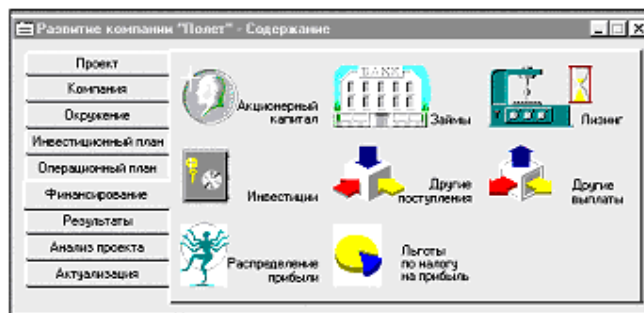 Развитие компании "Полет" - Содержание
Проект
Компания
Окружение
Инвестиционный план
Операционный план
Финансирование
Результаты
Анализ проекта
Актуализация
Акционерный
капитал
BANK
Займы
Лизинг
Инвестиции
Другие
поступления
Другие
выплаты
Распределение
прибыли
Льготы
по налогу
на прибыль